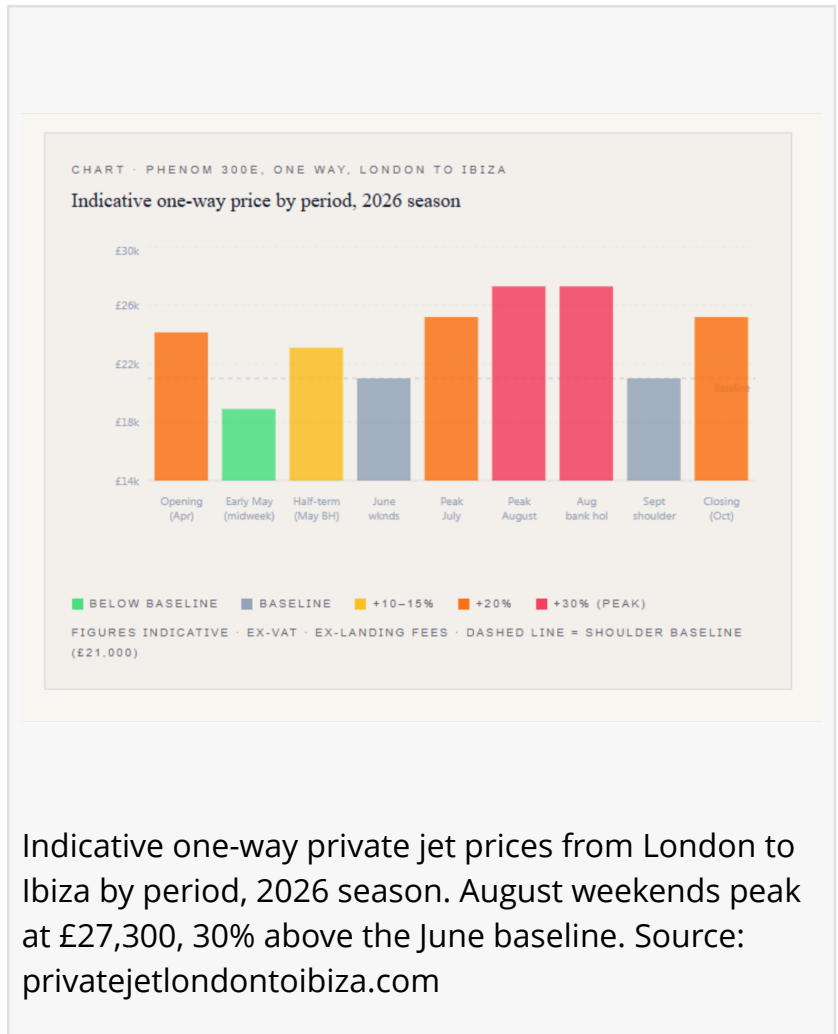 CHART · PHENOM 300E, ONE WAY, LONDON TO IBIZA
Indicative one-way price by period, 2026 season
£30k
£26k
£22k
£18k
£14k
Baseline
Opening (Apr)
Early May (midweek)
Half-term (May BH)
June wknds
Peak July
Peak August
Aug bank hol
Sept shoulder
Closing (Oct)
BELOW BASELINE
BASELINE
+10–15%
+20%
+30% (PEAK)
FIGURES INDICATIVE · EX-VAT · EX-LANDING FEES · DASHED LINE = SHOULDER BASELINE
(£21,000)
Indicative one-way private jet prices from London to
Ibiza by period, 2026 season. August weekends peak
at £27,300, 30% above the June baseline. Source:
privatejetlondontoibiza.com